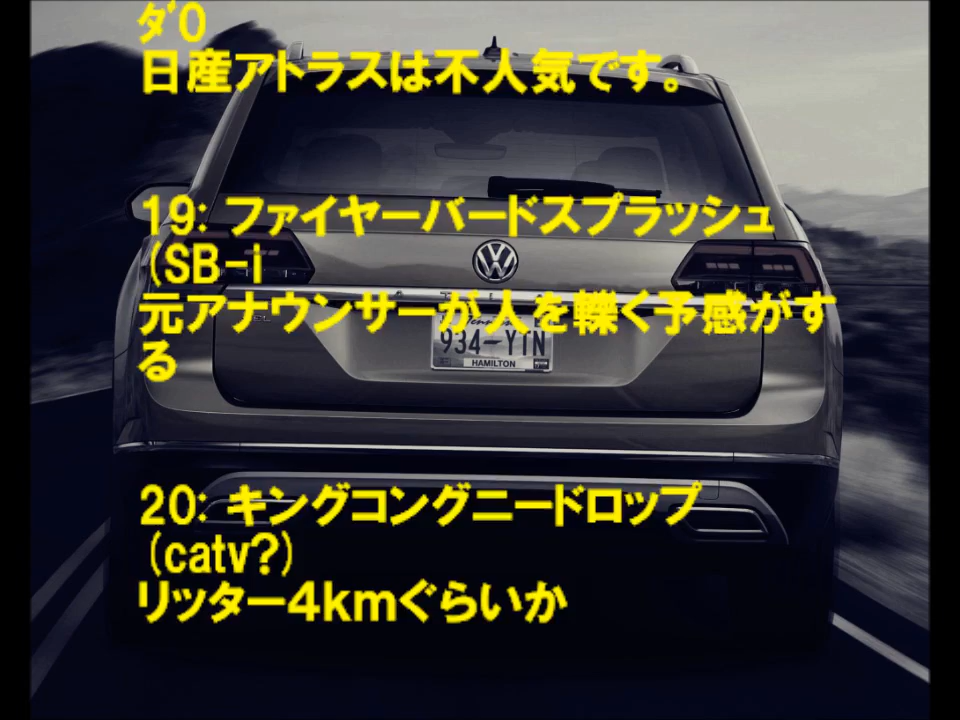 ダ0
日産アトラスは不人気です。
19: ファイヤーバードスプラッシュ
(SB-i
元アナウンサーが人を轢く予感がす
る
934-YTN
HAMILTON
20: キングコングニードロップ
(catv?)
リッター4kmぐらいか